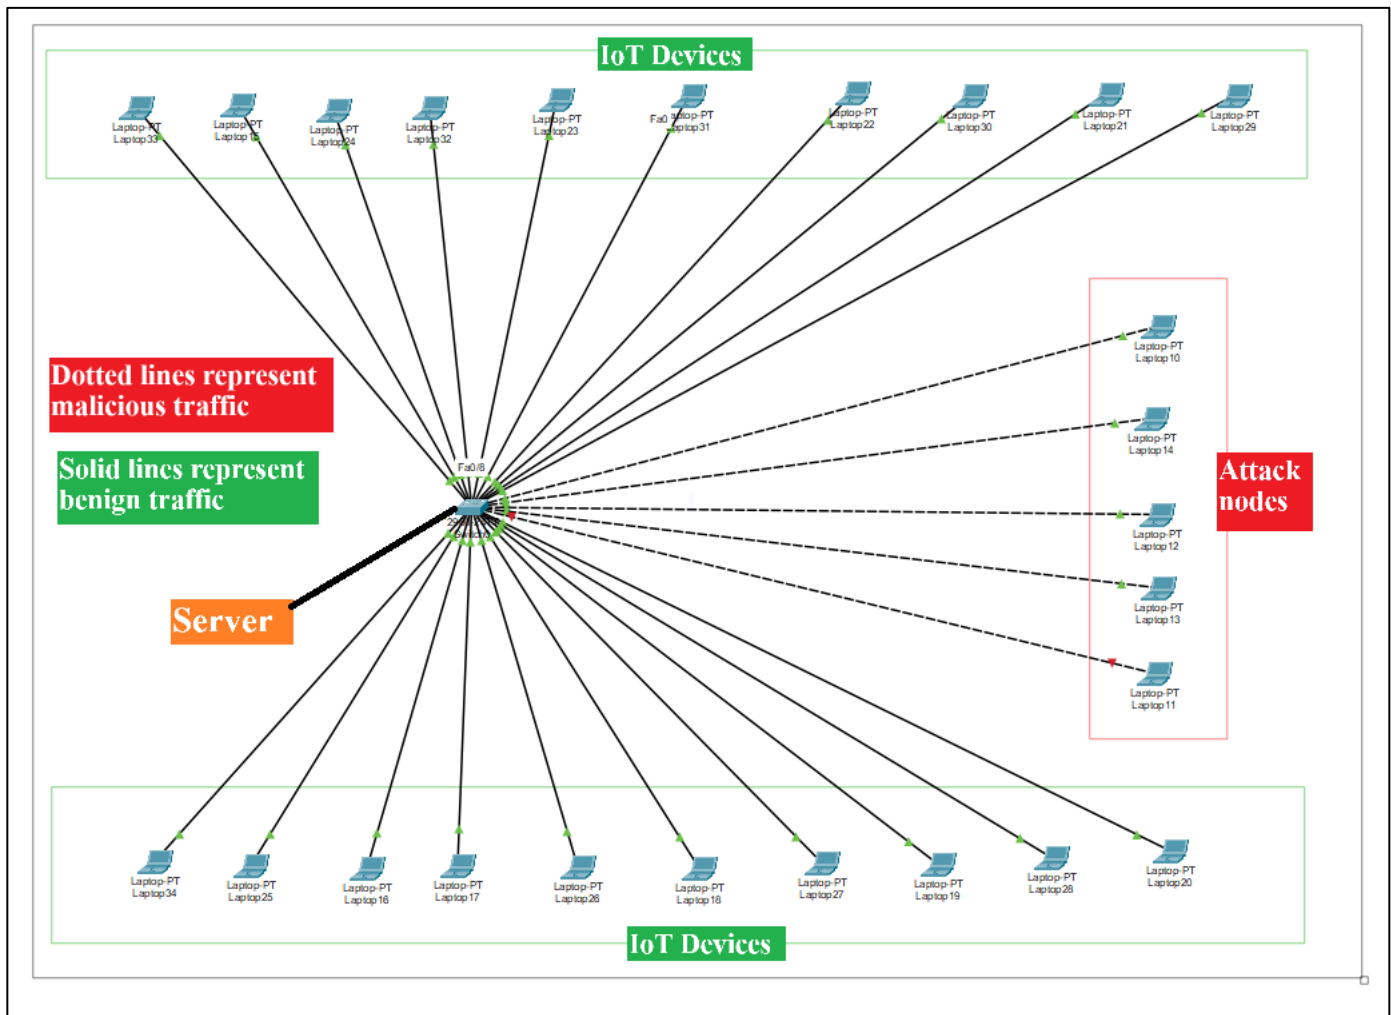 IoT Devices
Laptop-PT
Laptop33
Laptop-PT
Laptop15
Laptop-PT
Laptop24
Laptop-PT
Laptop32
Laptop-PT
Laptop23
Fa0
Laptop31
Laptop-PT
Laptop22
Laptop-PT
Laptop30
Laptop-PT
Laptop21
Laptop-PT
Laptop29
Laptop-PT
Laptop10
Dotted lines represent
malicious traffic
Laptop-PT
Laptop14
Solid lines represent
benign traffic
Fa0/8
Attack
nodes
Laptop-PT
Laptop12
Laptop-PT
Laptop13
Server
Laptop-PT
Laptop11
Laptop-PT
Laptop34
Laptop-PT
Laptop25
Laptop-PT
Laptop16
Laptop-PT
Laptop17
Laptop-PT
Laptop26
Laptop-PT
Laptop18
Laptop-PT
Laptop27
Laptop-PT
Laptop19
Laptop-PT
Laptop28
Laptop-PT
Laptop20
IoT Devices